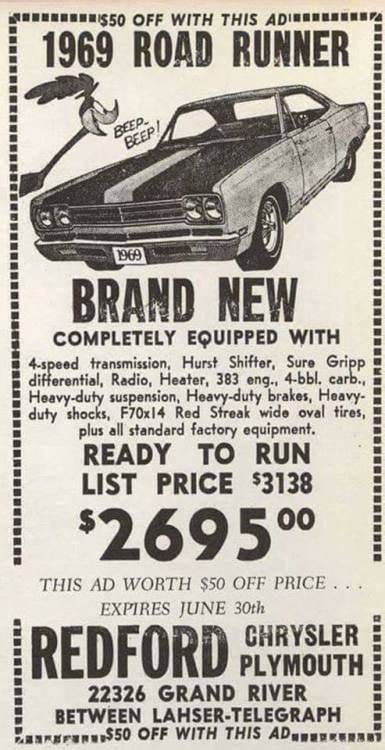 $50 OFF WITH THIS AD
1969 ROAD RUNNER
BEEP-
BEEP!
1969
BRAND NEW
COMPLETELY EQUIPPED WITH
4-speed transmission, Hurst Shifter, Sure Gripp
differential, Radio, Heater, 383 eng., 4-bbl. carb.,
Heavy-duty suspension, Heavy-duty brakes, Heavy-
duty shocks, F70x14 Red Streak wide oval tires,
plus all standard factory equipment.
READY TO RUN
LIST PRICE $3138
$2695 00
THIS AD WORTH $50 OFF PRICE . . .
EXPIRES JUNE 30th
REDFORD CHRYSLER
PLYMOUTH
22326 GRAND RIVER
BETWEEN LAHSER-TELEGRAPH
$50 OFF WITH THIS AD